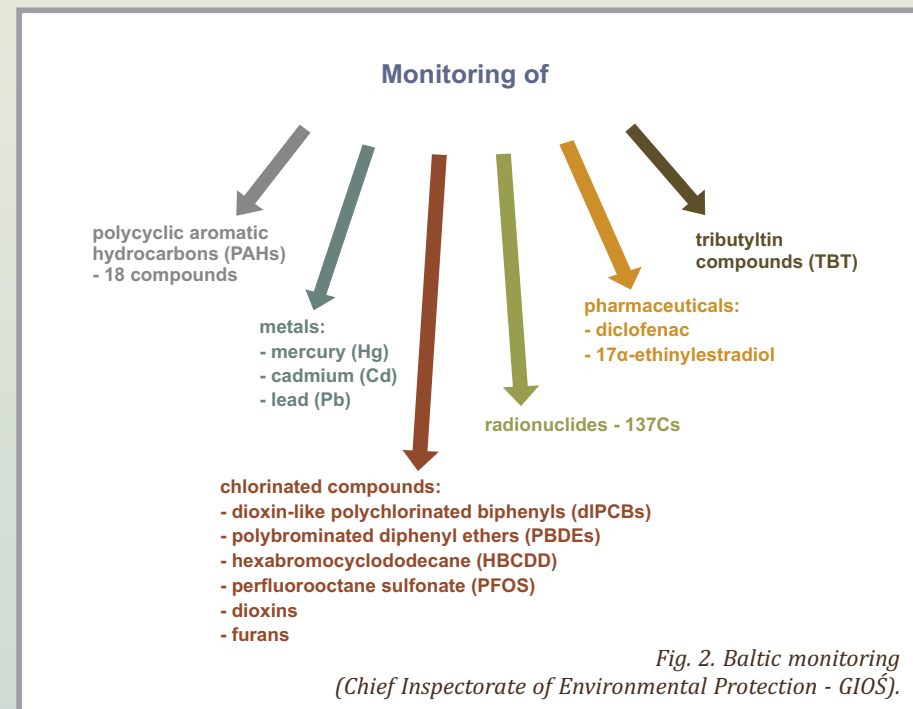 Monitoring of
polycyclic aromatic
hydrocarbons (PAHs)
- 18 compounds
metals:
- mercury (Hg)
- cadmium (Cd)
- lead (Pb)
chlorinated compounds:
- dioxin-like polychlorinated biphenyls (dIPCBs)
- polybrominated diphenyl ethers (PBDEs)
- hexabromocyclododecane (HBCDD)
- perfluorooctane sulfonate (PFOS)
- dioxins
- furans
radionuclides - 137Cs
pharmaceuticals:
- diclofenac
- 17α-ethinylestradiol
tributyltin
compounds (TBT)
Fig. 2. Baltic monitoring
(Chief Inspectorate of Environmental Protection - GIOŚ).